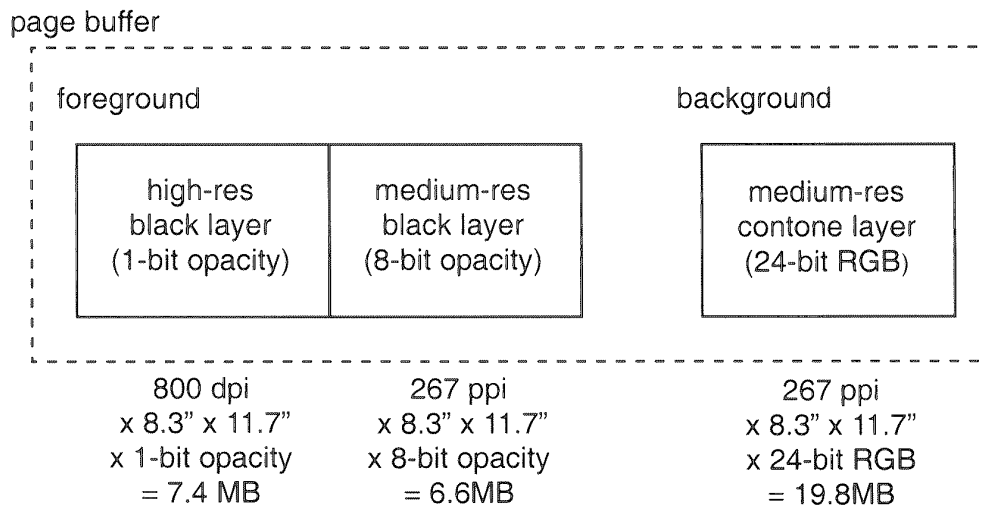 page buffer
foreground
background
high-res
black layer
(1-bit opacity)
medium-res
black layer
(8-bit opacity)
medium-res
contone layer
(24-bit RGB)
800 dpi
x 8.3” x 11.7”
x 1-bit opacity
= 7.4 MB
267 ppi
x 8.3” x 11.7”
x 8-bit opacity
= 6.6MB
267 ppi
x 8.3” x 11.7”
x 24-bit RGB
= 19.8MB